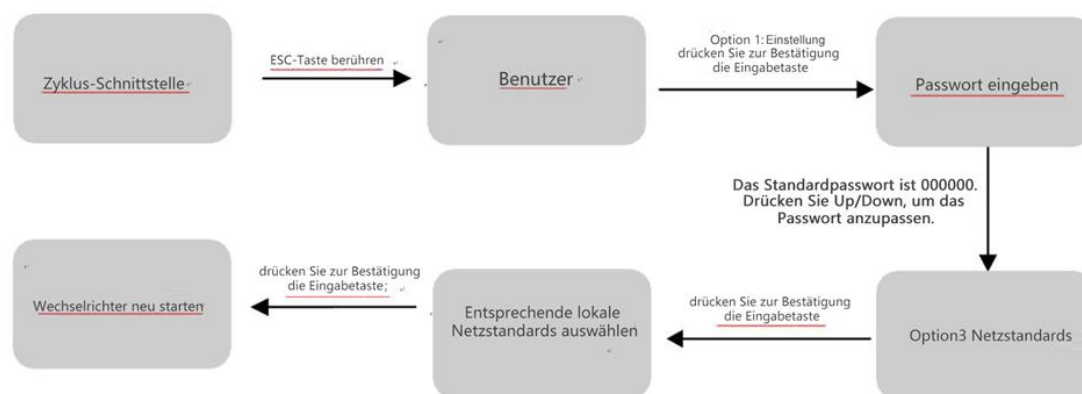 Zyklus-Schnittstelle
ESC-Taste berühren
Benutzer
Option 1: Einstellung
drücken Sie zur Bestätigung
die Eingabetaste
Passwort eingeben
Das Standardpasswort ist 000000.
Drücken Sie Up/Down, um das
Passwort anzupassen.
Option3 Netzstandards
drücken Sie zur Bestätigung
die Eingabetaste
Entsprechende lokale
Netzstandards auswählen
drücken Sie zur Bestätigung
die Eingabetaste;
Wechselrichter neu starten